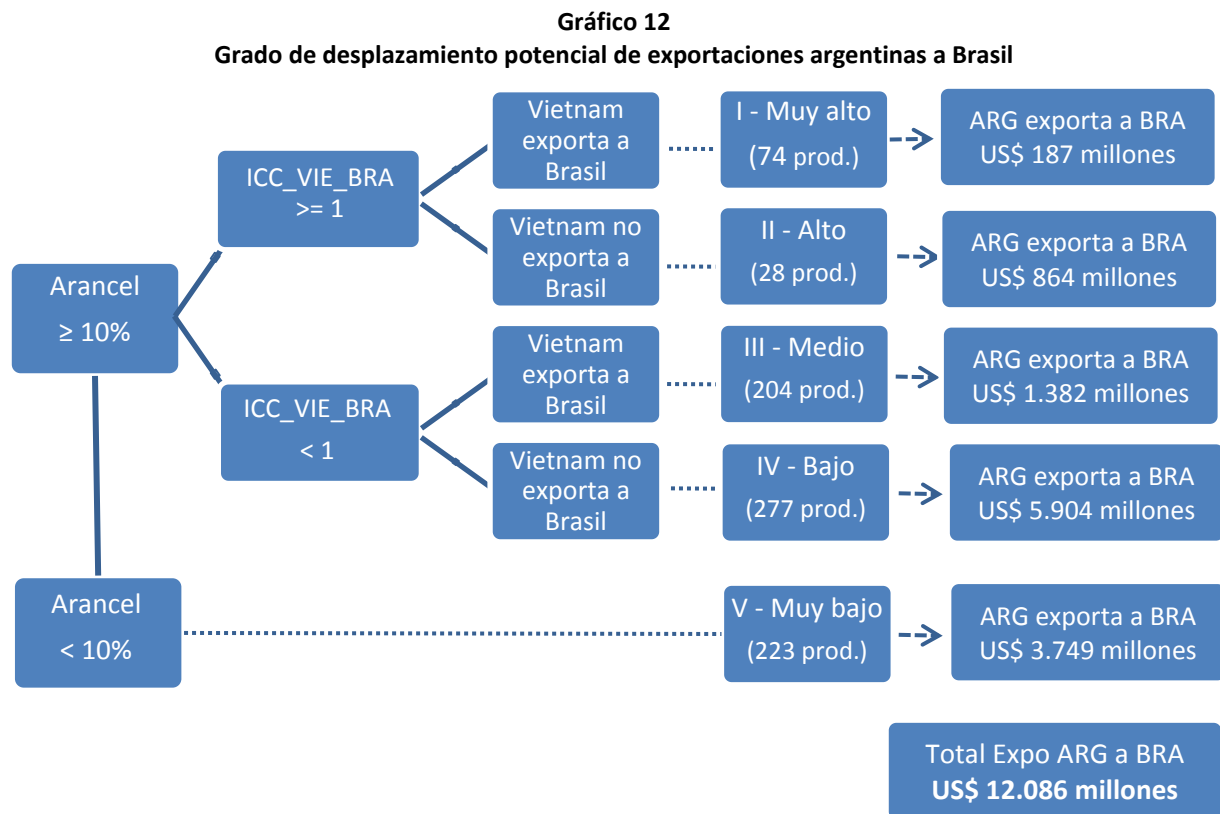 Gráfico 12
Grado de desplazamiento potencial de exportaciones argentinas a Brasil
Arancel
≥ 10%
ICC_VIE_BRA
>= 1
Vietnam
exporta a
Brasil
I - Muy alto
(74 prod.)
ARG exporta a BRA
US$ 187 millones
Vietnam no
exporta a
Brasil
II - Alto
(28 prod.)
ARG exporta a BRA
US$ 864 millones
ICC_VIE_BRA
< 1
Vietnam
exporta a
Brasil
III - Medio
(204 prod.)
ARG exporta a BRA
US$ 1.382 millones
Vietnam no
exporta a
Brasil
IV - Bajo
(277 prod.)
ARG exporta a BRA
US$ 5.904 millones
Arancel
< 10%
V - Muy bajo
(223 prod.)
ARG exporta a BRA
US$ 3.749 millones
Total Expo ARG a BRA
US$ 12.086 millones